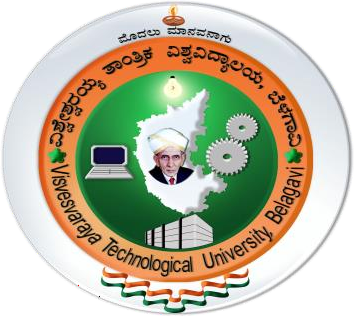 ಮೊದಲು ಮಾನವನಾಗು
ವಿಶ್ವೇಶ್ವರಯ್ಯ ತಾಂತ್ರಿಕ ವಿಶ್ವವಿದ್ಯಾಲಯ, ಬೆಳಗಾವಿ
Visvesvaraya Technological University, Belagavi